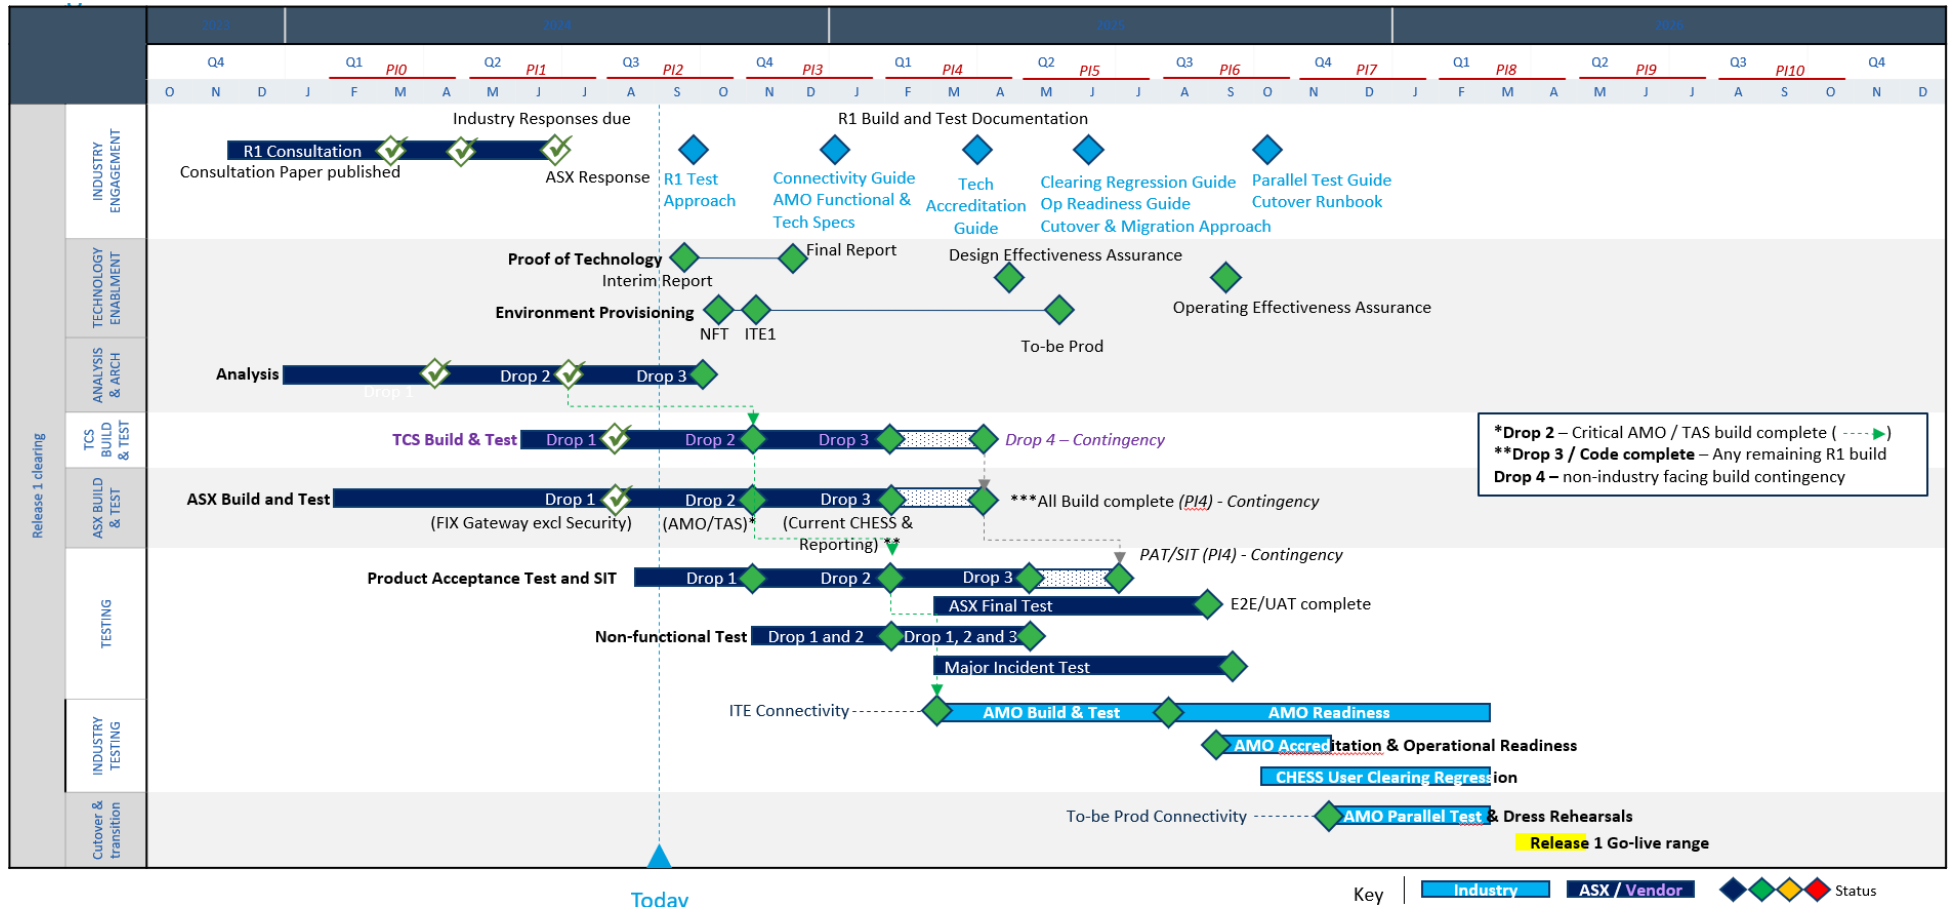 2023 2024 2025 2026
Q4 Q1 Q2 Q3 Q4 Q1 Q2 Q3 Q4 Q1 Q2 Q3 Q4
PI0 PI1 PI2 PI3 PI4 PI5 PI6 PI7 PI8 PI9 PI10
O N D J F M A M J J A S O N D J F M A M J J A S O N D J F M A M J J A S O N D
Release 1 clearing
INDUSTRY
ENGAGEMENT
Industry Responses due
R1 Build and Test Documentation
R1 Consultation
Consultation Paper published
ASX Response
R1 Test
Approach
Connectivity Guide
AMO Functional &
Tech Specs
Tech
Accreditation
Guide
Clearing Regression Guide
Op Readiness Guide
Cutover & Migration Approach
Parallel Test Guide
Cutover Runbook
TECHNOLOGY
ENABLMENT
Proof of Technology
Interim Report
Final Report
Design Effectiveness Assurance
Operating Effectiveness Assurance
Environment Provisioning
NFT
ITE1
To-be Prod
ANALYSIS
& ARCH
Analysis
Drop 1
Drop 2
Drop 3
TCS
BUILD
& TEST
TCS Build & Test
Drop 1
Drop 2
Drop 3
Drop 4 – Contingency
*Drop 2 – Critical AMO / TAS build complete ( )
**Drop 3 / Code complete – Any remaining R1 build
Drop 4 – non-industry facing build contingency
ASX BUILD
& TEST
ASX Build and Test
Drop 1
Drop 2
Drop 3
***All Build complete (PI4) - Contingency
(FIX Gateway excl Security)
(AMO/TAS)*
(Current CHESS &
Reporting) **
TESTING
PAT/SIT (PI4) - Contingency
Product Acceptance Test and SIT
Drop 1
Drop 2
Drop 3
ASX Final Test
E2E/UAT complete
Non-functional Test
Drop 1 and 2
Drop 1, 2 and 3
Major Incident Test
INDUSTRY
TESTING
ITE Connectivity
AMO Build & Test
AMO Readiness
AMO Accreditation & Operational Readiness
CHESS User Clearing Regression
Cutover &
transition
To-be Prod Connectivity
AMO Parallel Test & Dress Rehearsals
Release 1 Go-live range
Today
Key
Industry
ASX / Vendor
Status